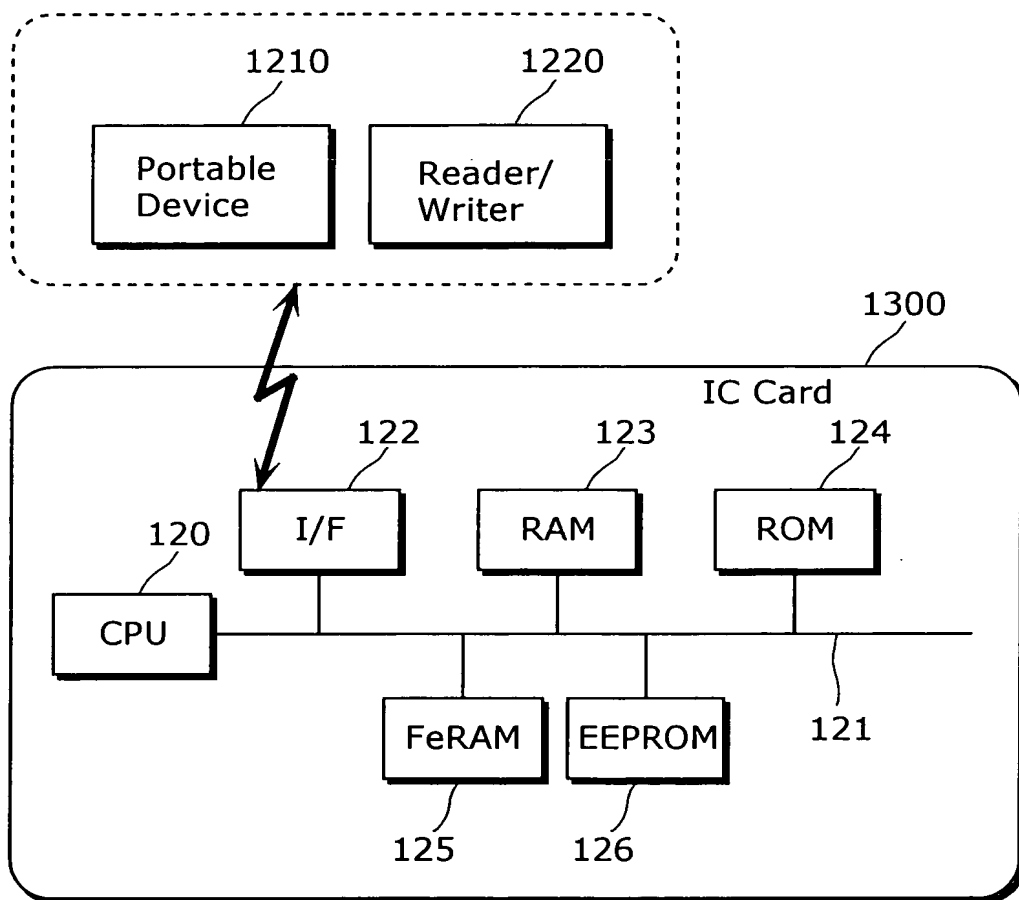 1210
1220
Portable
Device
Reader/
Writer
1300
IC Card
122
123
124
I/F
RAM
ROM
120
CPU
FeRAM
EEPROM
121
125
126